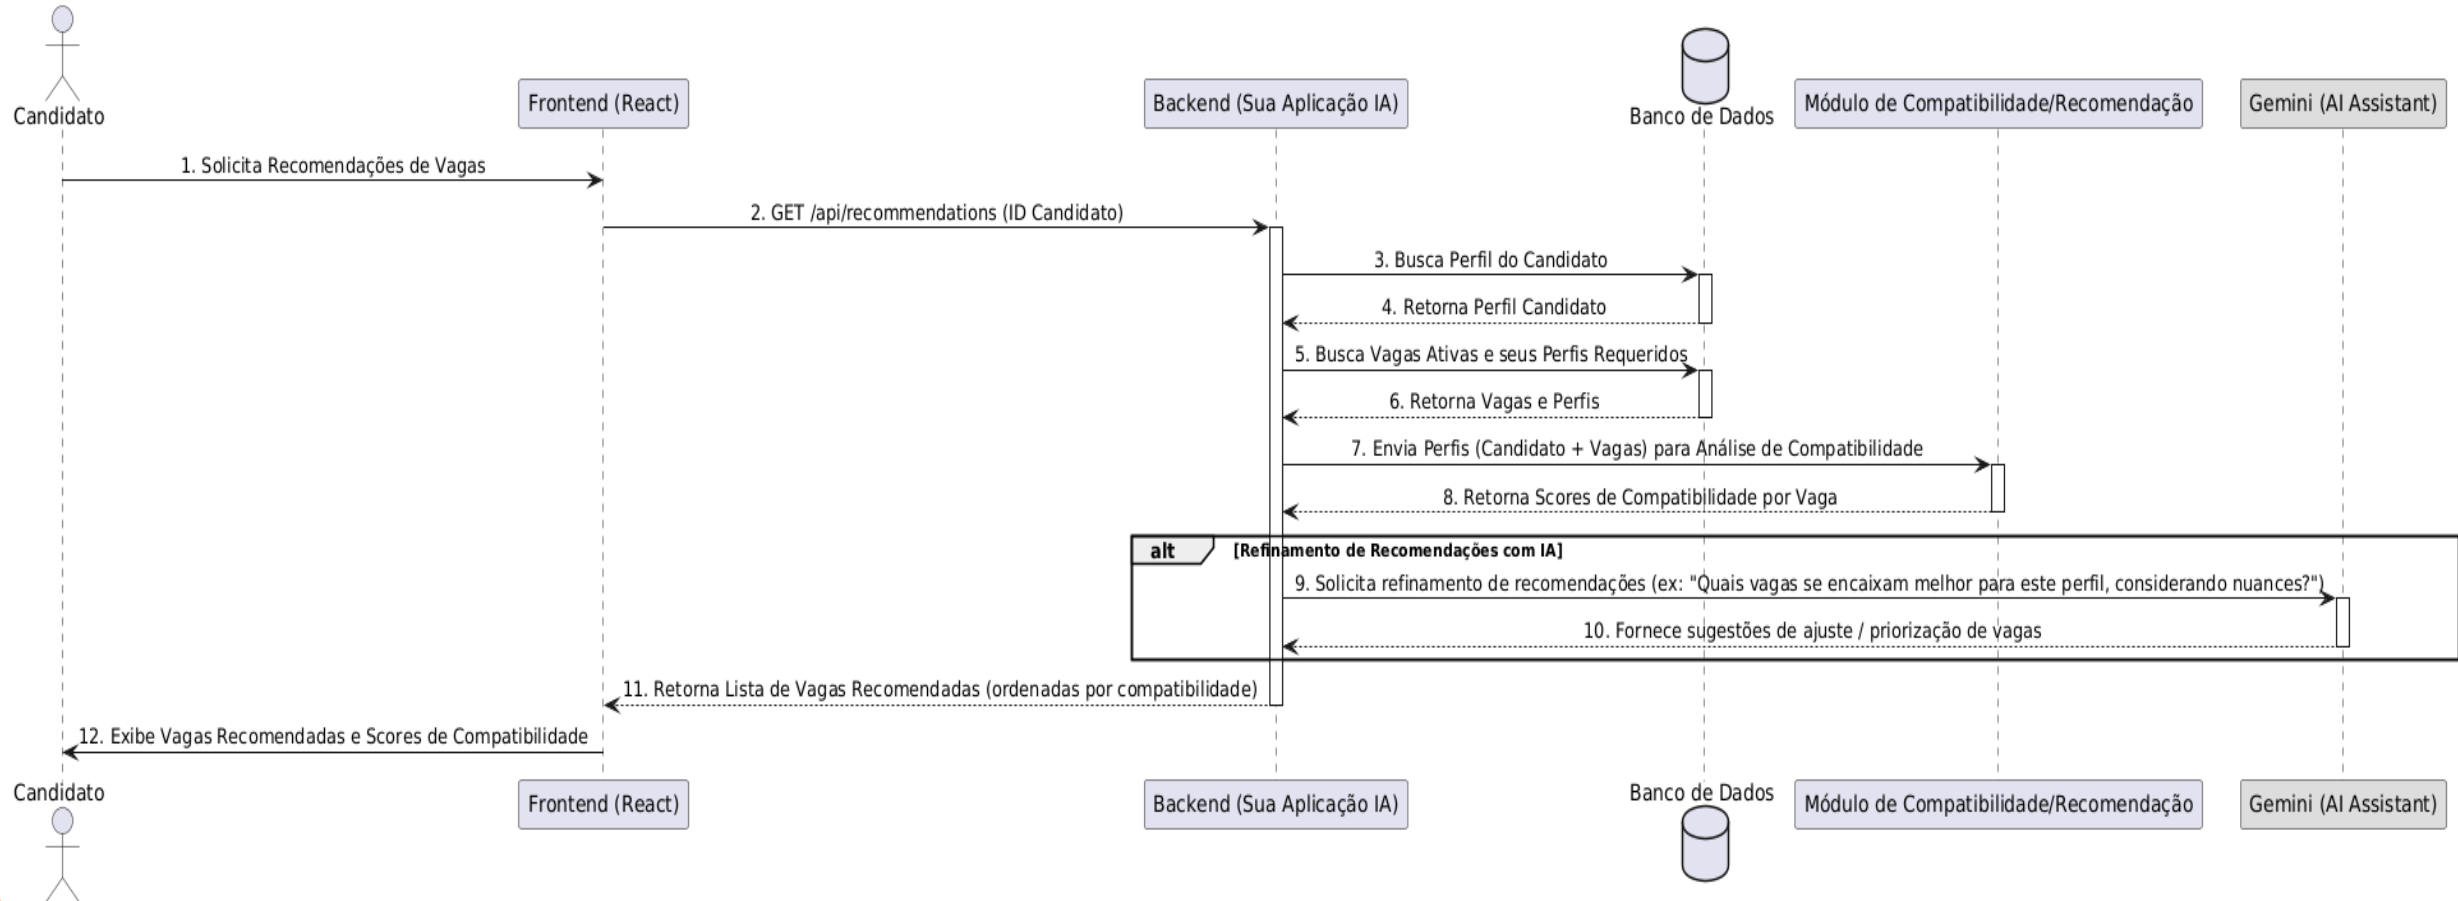 Candidato
Frontend (React)
Backend (Sua Aplicação IA)
Banco de Dados
Módulo de Compatibilidade/Recomendação
Gemini (AI Assistant)
1. Solicita Recomendações de Vagas
2. GET /api/recommendations (ID Candidato)
3. Busca Perfil do Candidato
4. Retorna Perfil Candidato
5. Busca Vagas Ativas e seus Perfis Requeridos
6. Retorna Vagas e Perfis
7. Envia Perfis (Candidato + Vagas) para Análise de Compatibilidade
8. Retorna Scores de Compatibilidade por Vaga
alt [Refinamento de Recomendações com IA]
9. Solicita refinamento de recomendações (ex: "Quais vagas se encaixam melhor para este perfil, considerando nuances?")
10. Fornece sugestões de ajuste / priorização de vagas
11. Retorna Lista de Vagas Recomendadas (ordenadas por compatibilidade)
12. Exibe Vagas Recomendadas e Scores de Compatibilidade
Candidato
Frontend (React)
Backend (Sua Aplicação IA)
Banco de Dados
Módulo de Compatibilidade/Recomendação
Gemini (AI Assistant)